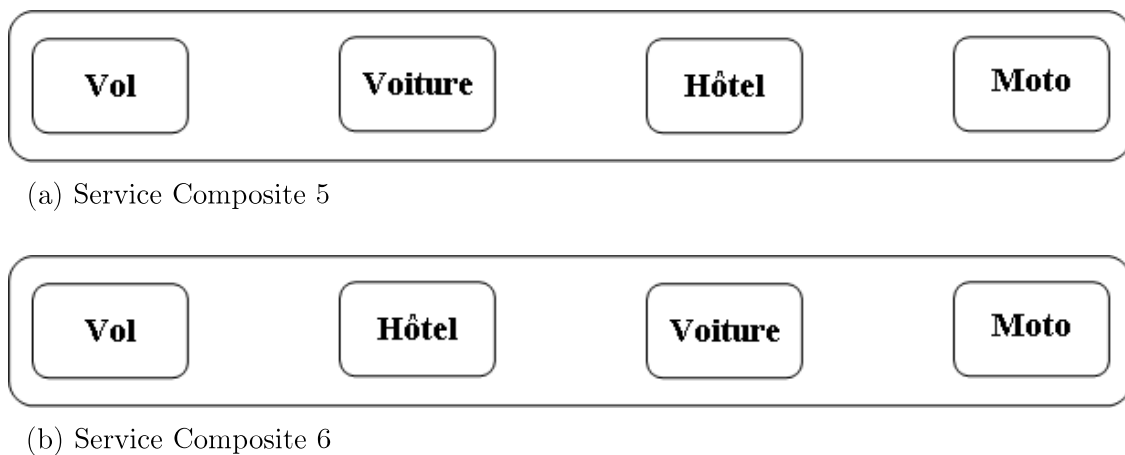 Vol Voiture Hôtel Moto
(a) Service Composite 5
Vol Hôtel Voiture Moto
(b) Service Composite 6